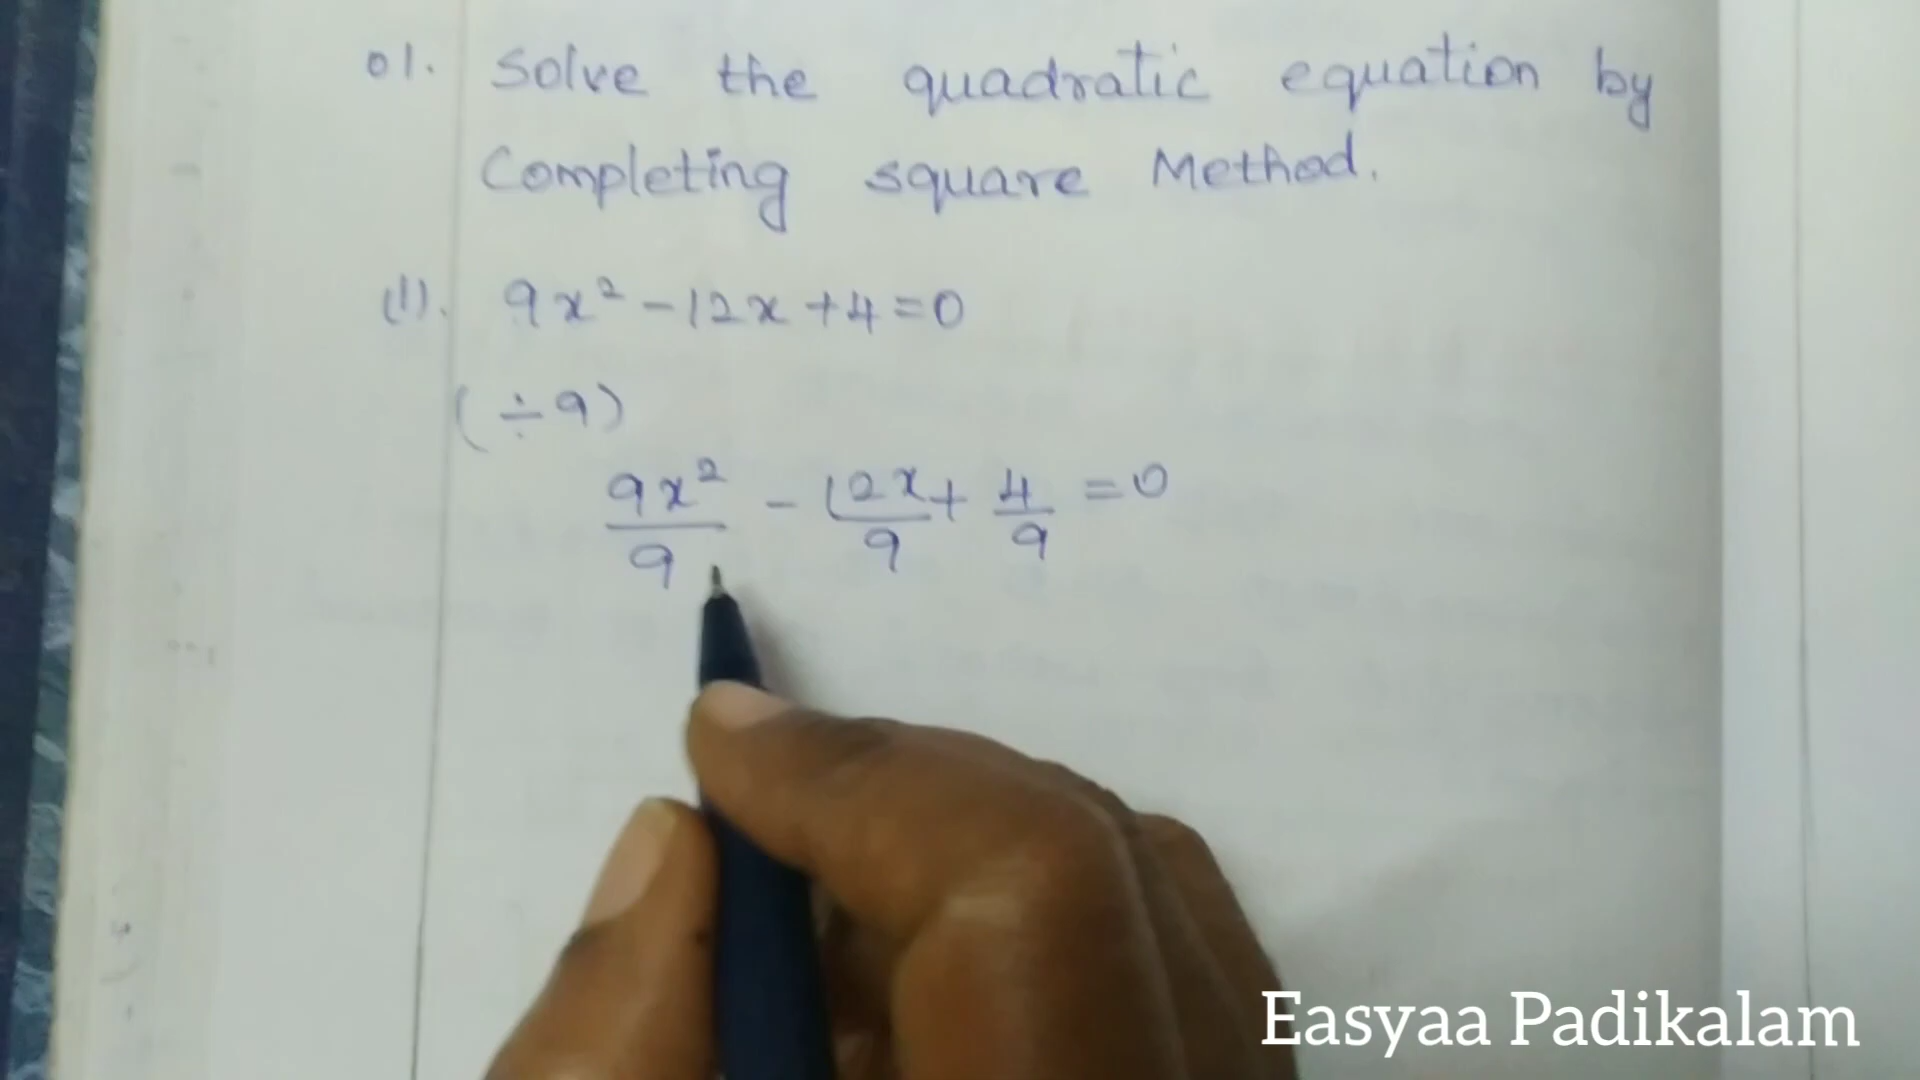 01. Solve the quadratic equation by
Completing square Method.
(1). 9x² - 12x + 4 = 0
(÷9)
9x²/9 - 12x/9 + 4/9 = 0
Easyaa Padikalam